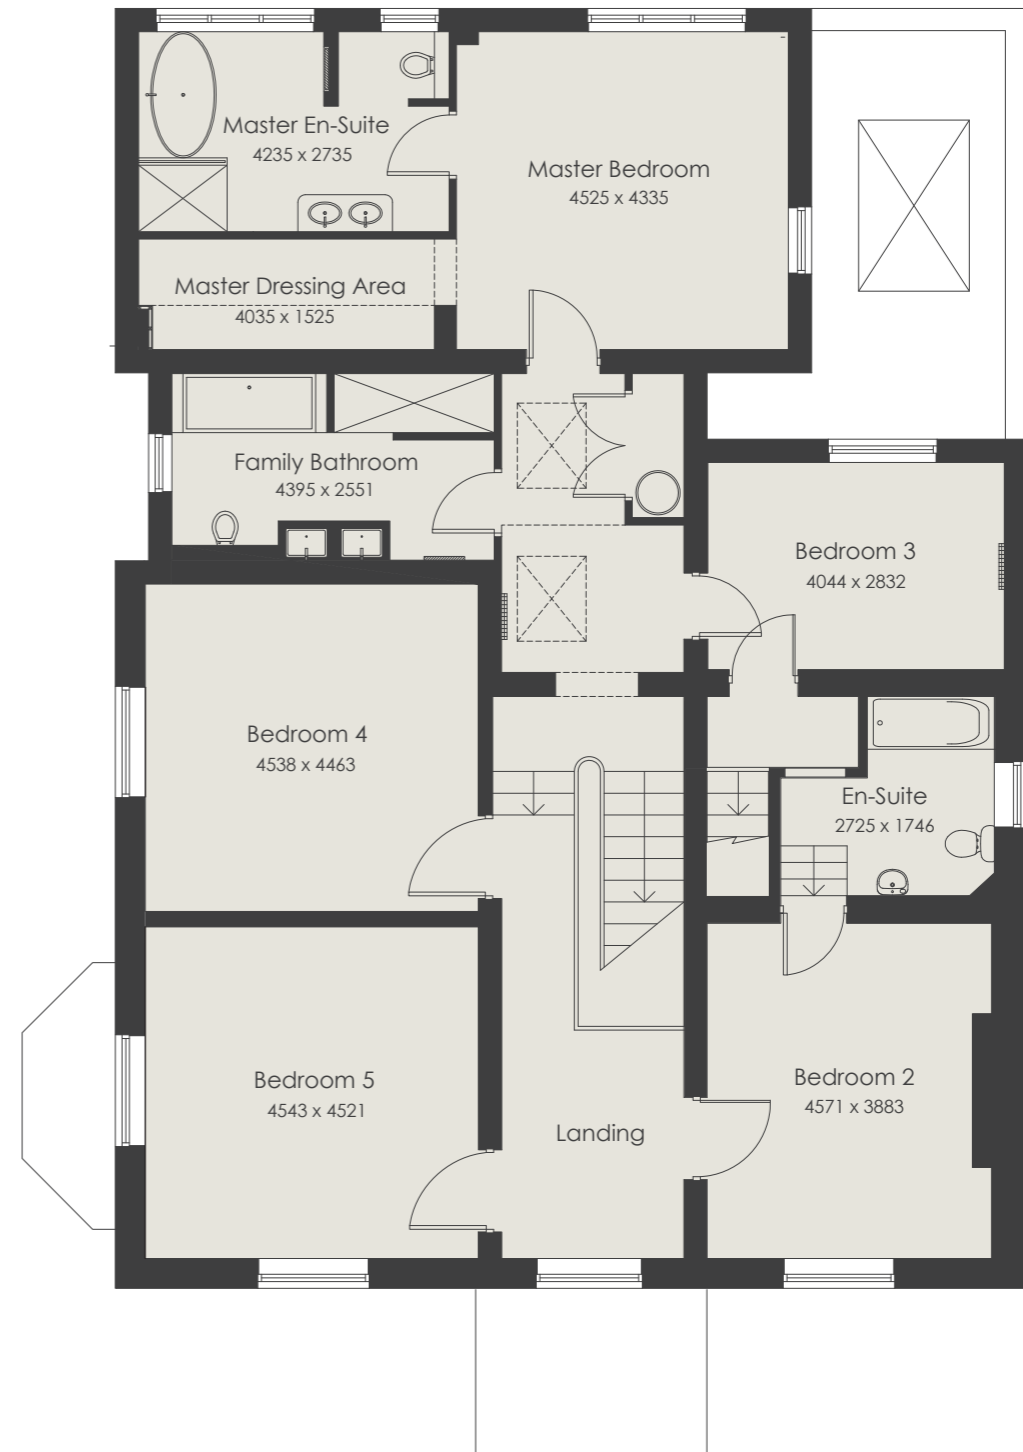 Master En-Suite
4235 x 2735
Master Bedroom
4525 x 4335
Master Dressing Area
4035 x 1525
Family Bathroom
4395 x 2551
Bedroom 3
4044 x 2832
Bedroom 4
4538 x 4463
En-Suite
2725 x 1746
Bedroom 5
4543 x 4521
Bedroom 2
4571 x 3883
Landing